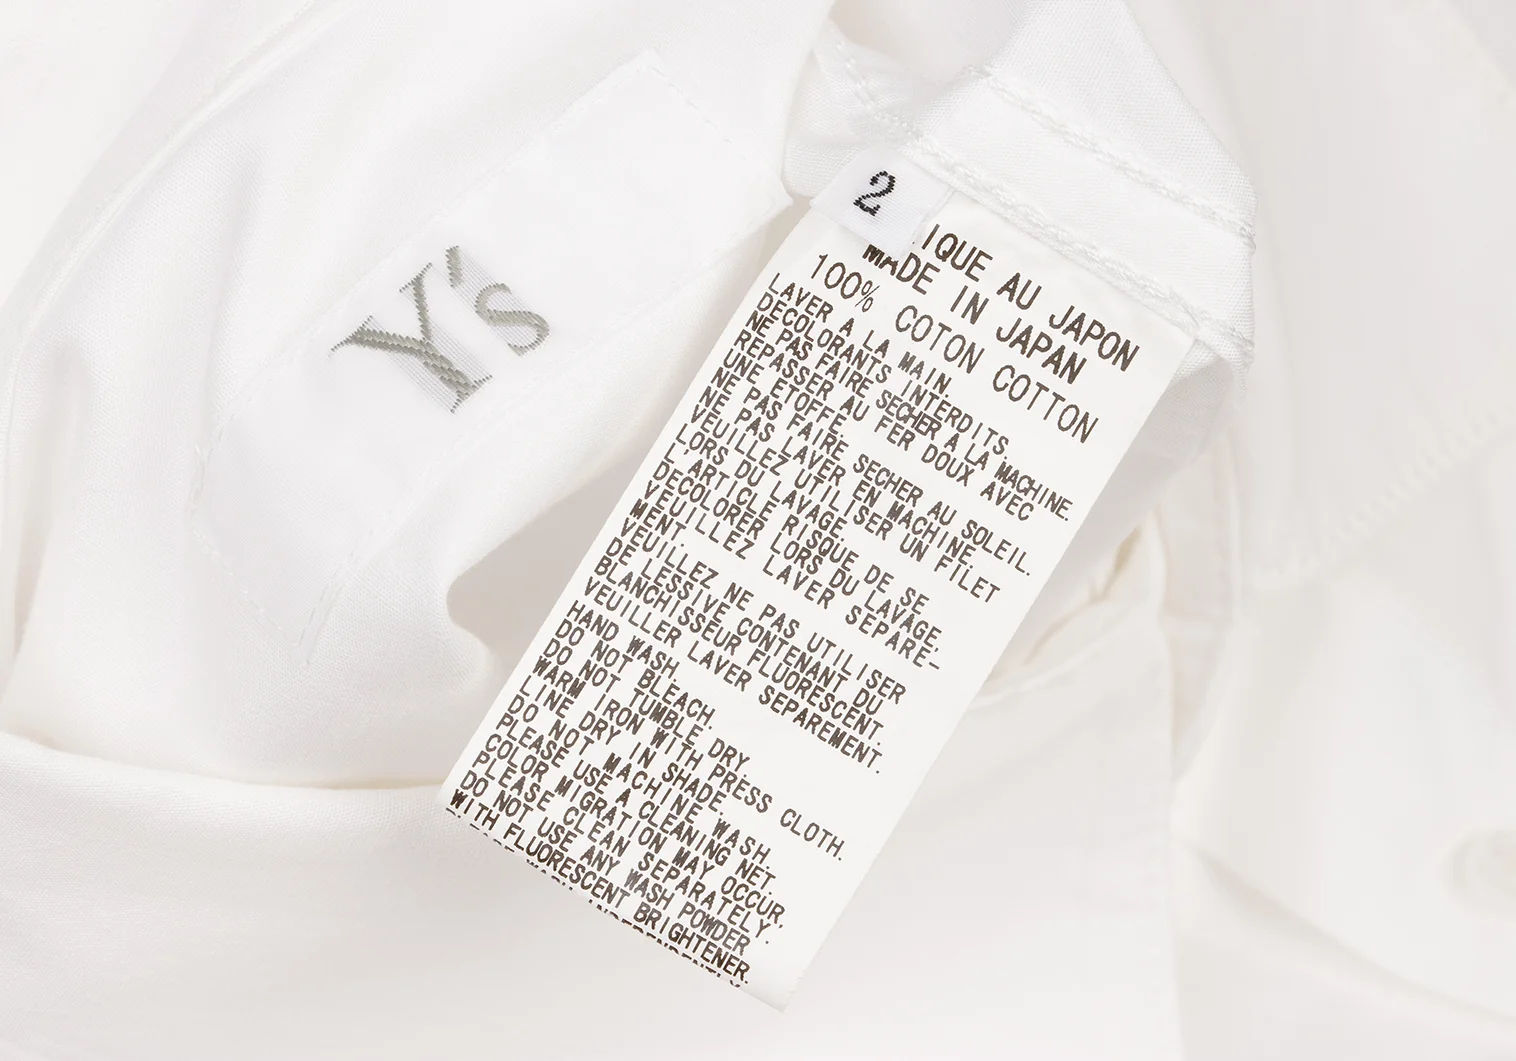 Y's
2
IQUE AU JAPON
MADE IN JAPAN
100% COTON COTTON
LAVER A LA MAIN.
DECOLORANTS INTERDITS.
NE PAS FAIRE SECHER A LA MACHINE.
REPASSER AU FER DOUX AVEC
UNE ETOFFE.
NE PAS FAIRE SECHER AU SOLEIL.
NE PAS LAVER EN MACHINE.
VEUILLEZ UTILISER UN FILET
LORS DU LAVAGE.
L'ARTICLE RISQUE DE SE
DECOLORER LORS DU LAVAGE.
VEUILLEZ LAVER SEPARE-
MENT.
VEUILLEZ NE PAS UTILISER
DE LESSIVE CONTENANT DU
BLANCHISSEUR FLUORESCENT.
VEUILLER LAVER SEPAREMENT.
HAND WASH.
DO NOT BLEACH.
DO NOT TUMBLE DRY.
WARM IRON WITH PRESS CLOTH.
LINE DRY IN SHADE.
DO NOT MACHINE WASH.
PLEASE USE A CLEANING NET.
COLOR MIGRATION MAY OCCUR,
PLEASE CLEAN SEPARATELY.
DO NOT USE ANY WASH POWDER
WITH FLUORESCENT BRIGHTENER.